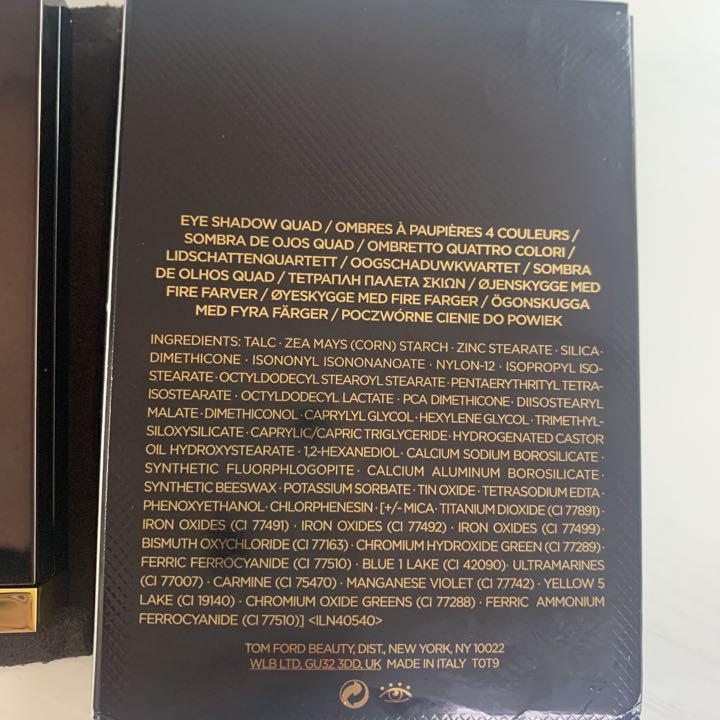 EYE SHADOW QUAD / OMBRES À PAUPIÈRES 4 COULEURS /
SOMBRA DE OJOS QUAD / OMBRETTO QUATTRO COLORI /
LIDSCHATTENQUARTETT / OOGSCHADUWKWARTET / SOMBRA
DE OLHOS QUAD / ΤΕΤΡΑΠΛΗ ΠΑΛΕΤΑ ΣΚΙΩΝ / ØJENSKYGGE MED
FIRE FARVER / ØYESKYGGE MED FIRE FARGER / ÖGONSKUGGA
MED FYRA FÄRGER / POCZWÓRNE CIENIE DO POWIEK
INGREDIENTS: TALC · ZEA MAYS (CORN) STARCH · ZINC STEARATE · SILICA ·
DIMETHICONE · ISONONYL ISONONANOATE · NYLON-12 · ISOPROPYL ISO-
STEARATE · OCTYLDODECYL STEAROYL STEARATE · PENTAERYTHRITYL TETRA-
ISOSTEARATE · OCTYLDODECYL LACTATE · PCA DIMETHICONE · DIISOSTEARYL
MALATE · DIMETHICONOL · CAPRYLYL GLYCOL · HEXYLENE GLYCOL · TRIMETHYL-
SILOXYSILICATE · CAPRYLIC/CAPRIC TRIGLYCERIDE · HYDROGENATED CASTOR
OIL HYDROXYSTEARATE · 1,2-HEXANEDIOL · CALCIUM SODIUM BOROSILICATE ·
SYNTHETIC FLUORPHLOGOPITE · CALCIUM ALUMINUM BOROSILICATE ·
SYNTHETIC BEESWAX · POTASSIUM SORBATE · TIN OXIDE · TETRASODIUM EDTA ·
PHENOXYETHANOL · CHLORPHENESIN · [+/- MICA · TITANIUM DIOXIDE (CI 77891) ·
IRON OXIDES (CI 77491) · IRON OXIDES (CI 77492) · IRON OXIDES (CI 77499) ·
BISMUTH OXYCHLORIDE (CI 77163) · CHROMIUM HYDROXIDE GREEN (CI 77289) ·
FERRIC FERROCYANIDE (CI 77510) · BLUE 1 LAKE (CI 42090) · ULTRAMARINES
(CI 77007) · CARMINE (CI 75470) · MANGANESE VIOLET (CI 77742) · YELLOW 5
LAKE (CI 19140) · CHROMIUM OXIDE GREENS (CI 77288) · FERRIC AMMONIUM
FERROCYANIDE (CI 77510)] <ILN40540>
TOM FORD BEAUTY, DIST., NEW YORK, NY 10022
WLB LTD, GU32 3DD, UK MADE IN ITALY T0T9